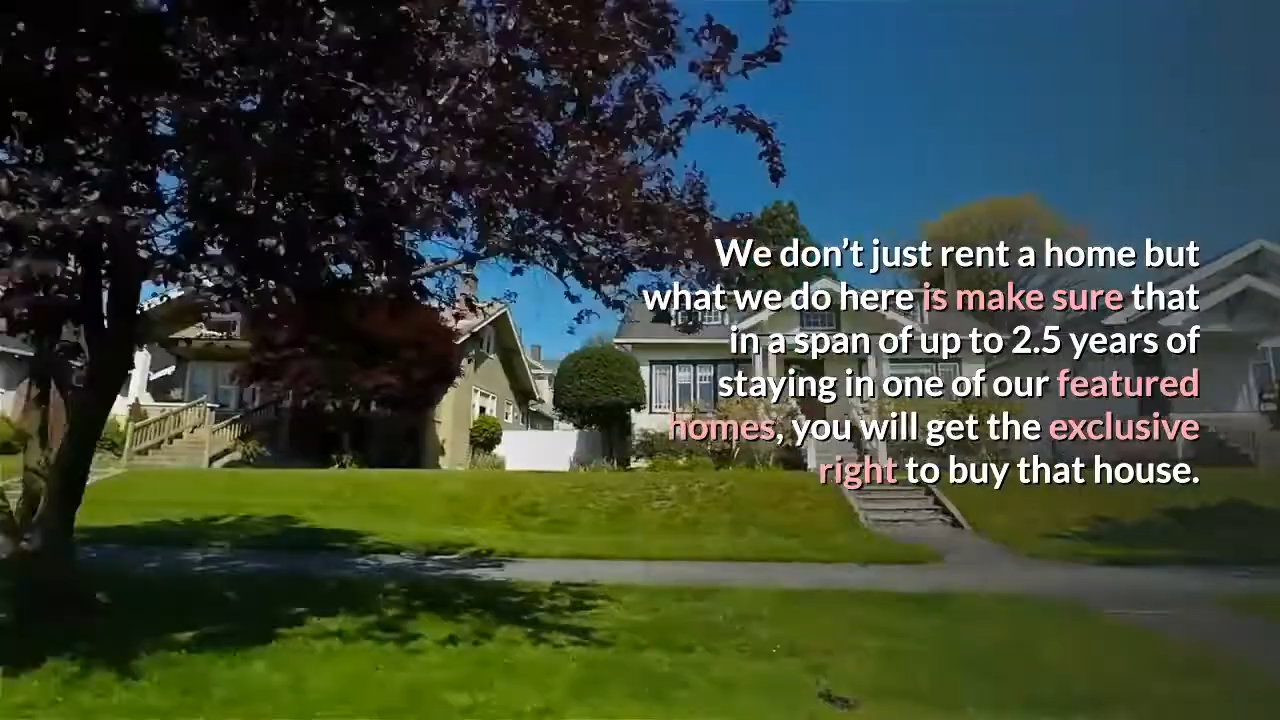 We don’t just rent a home but
what we do here is make sure that
in a span of up to 2.5 years of
staying in one of our featured
homes, you will get the exclusive
right to buy that house.